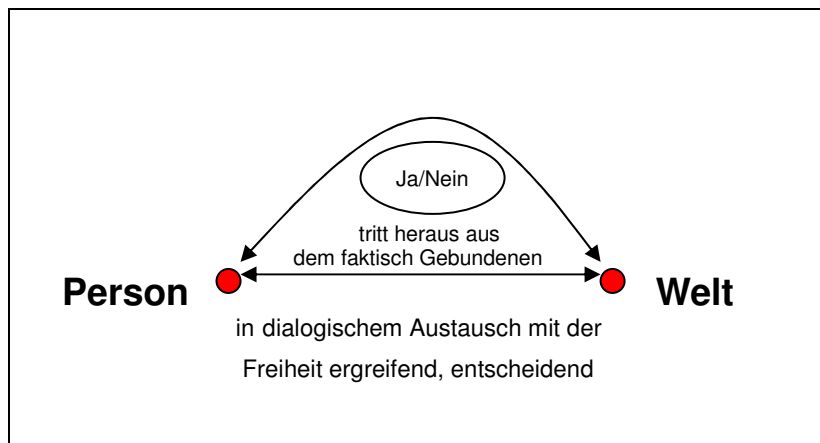 Ja/Nein
tritt heraus aus
dem faktisch Gebundenen
Person
Welt
in dialogischem Austausch mit der
Freiheit ergreifend, entscheidend